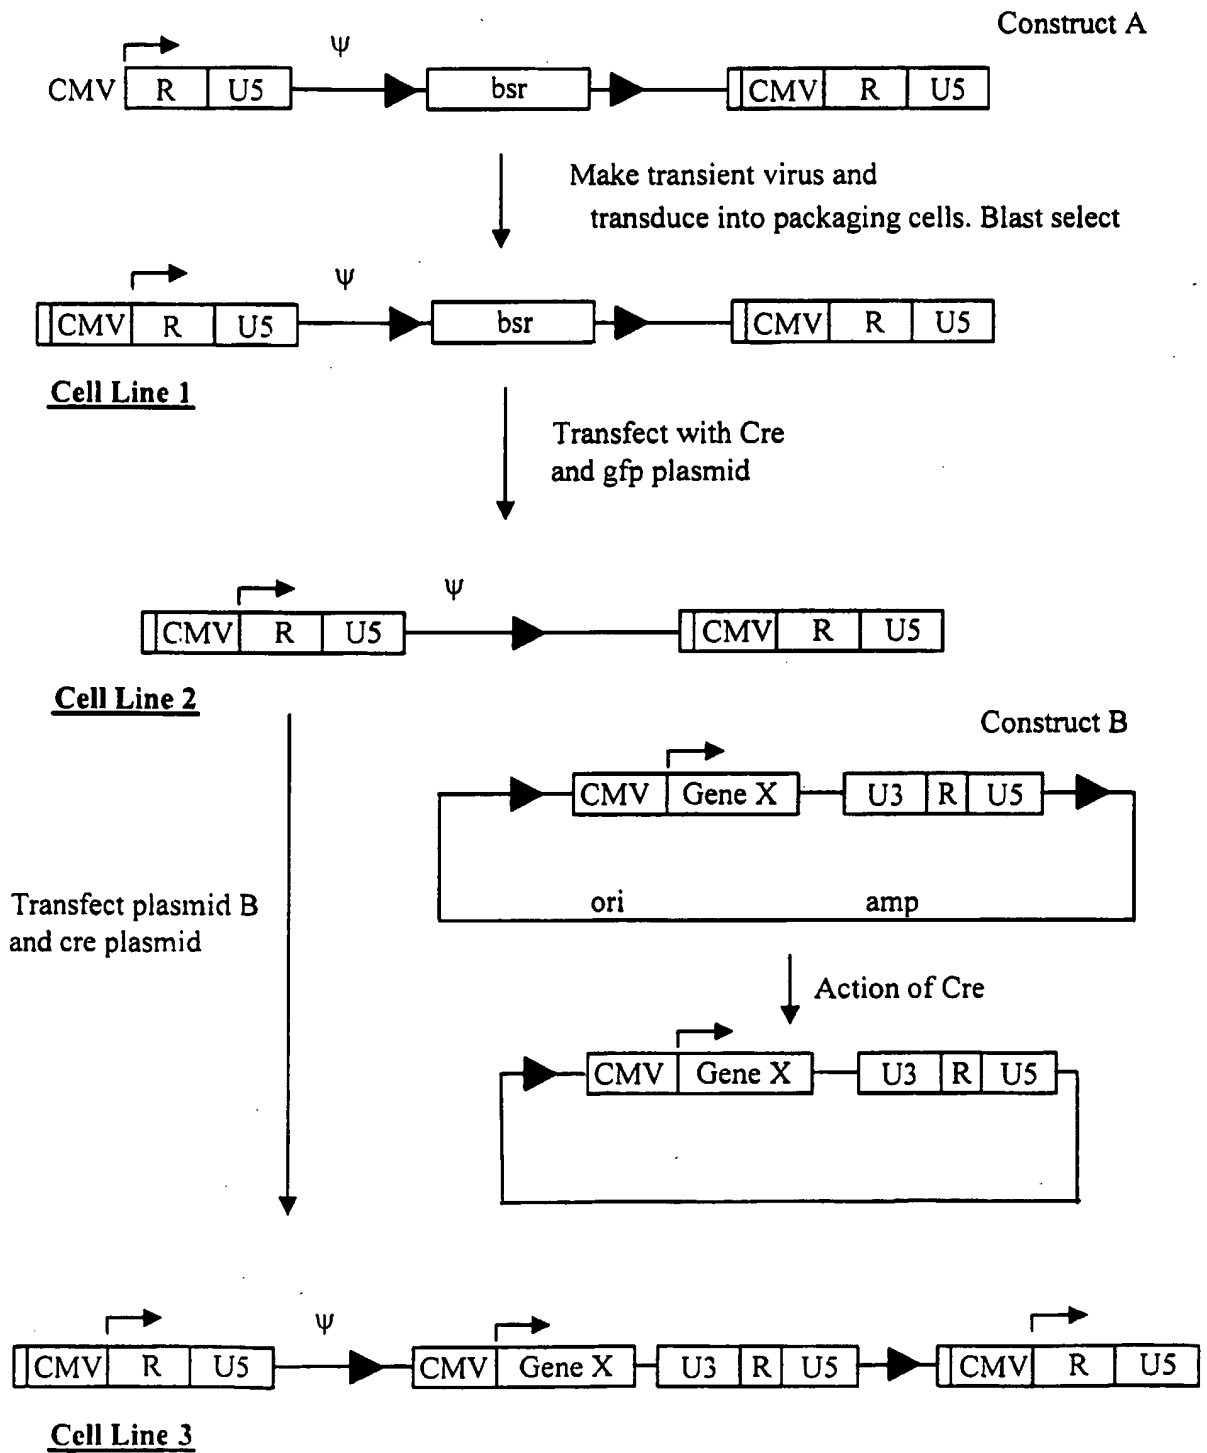 Construct A
ψ
CMV R U5 bsr CMV R U5
Make transient virus and
transduce into packaging cells. Blast select
ψ
CMV R U5 bsr CMV R U5
Cell Line 1
Transfect with Cre
and gfp plasmid
ψ
CMV R U5 CMV R U5
Cell Line 2
Construct B
CMV Gene X U3 R U5
ori amp
Transfect plasmid B
and cre plasmid
Action of Cre
CMV Gene X U3 R U5
ψ
CMV R U5 CMV Gene X U3 R U5 CMV R U5
Cell Line 3